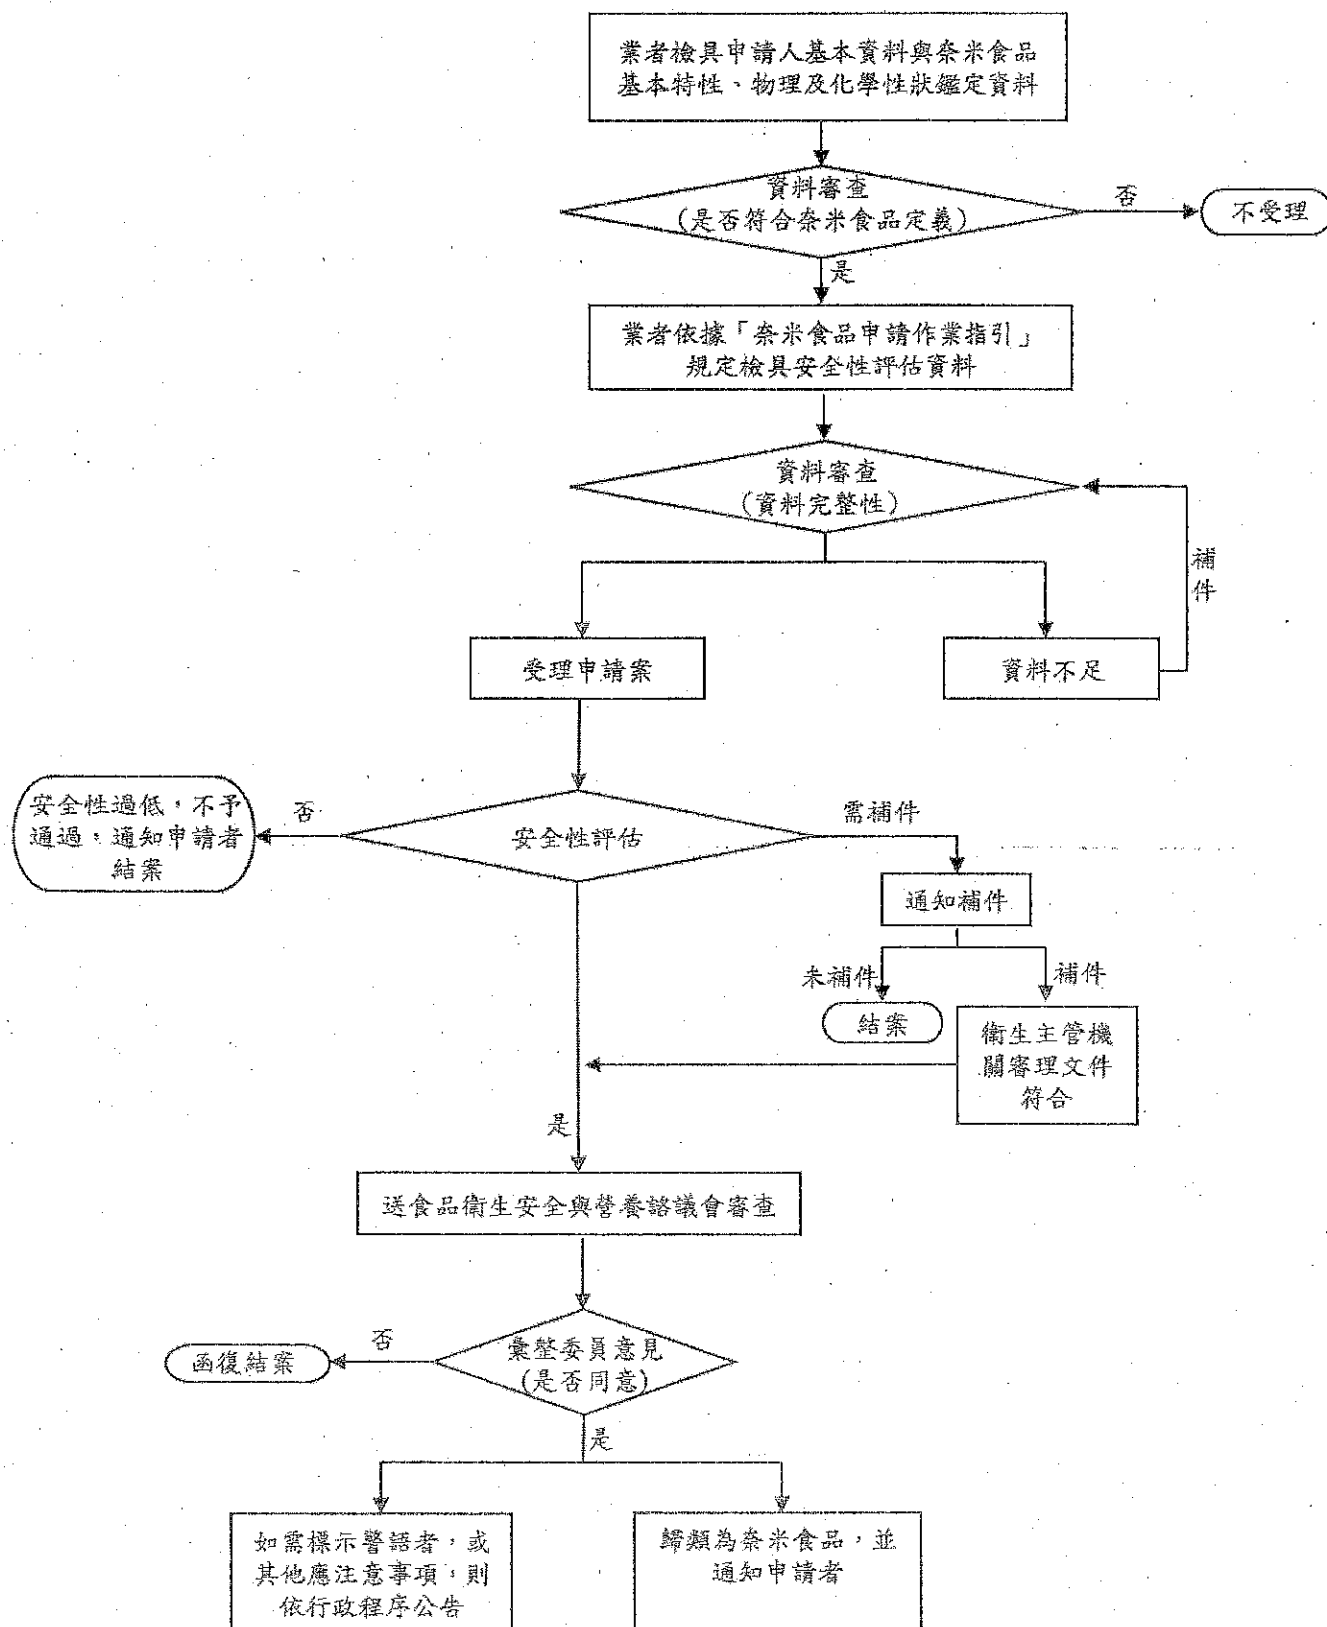 業者檢具申請人基本資料與奈米食品
基本特性、物理及化學性狀鑑定資料
資料審查
(是否符合奈米食品定義)
否
不受理
是
業者依據「奈米食品申請作業指引」
規定檢具安全性評估資料
資料審查
(資料完整性)
補
件
受理申請案
資料不足
安全性過低，不予
通過，通知申請者
結案
否
安全性評估
需補件
通知補件
未補件
補件
結案
衛生主管機
關審理文件
符合
是
送食品衛生安全與營養諮議會審查
彙整委員意見
(是否同意)
否
函復結案
是
如需標示警語者，或
其他應注意事項，則
依行政程序公告
歸類為奈米食品，並
通知申請者